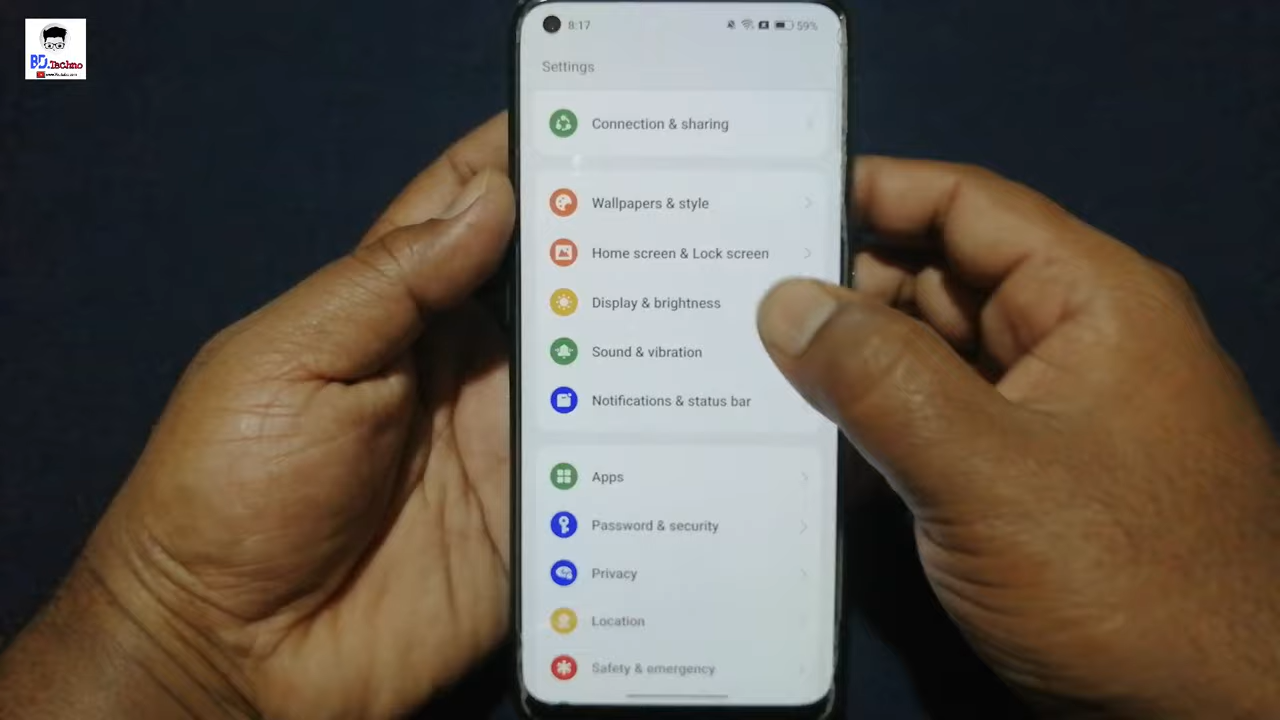 BD.Techno
8:17
59%
Settings
Connection & sharing
Wallpapers & style
Home screen & Lock screen
Display & brightness
Sound & vibration
Notifications & status bar
Apps
Password & security
Privacy
Location
Safety & emergency